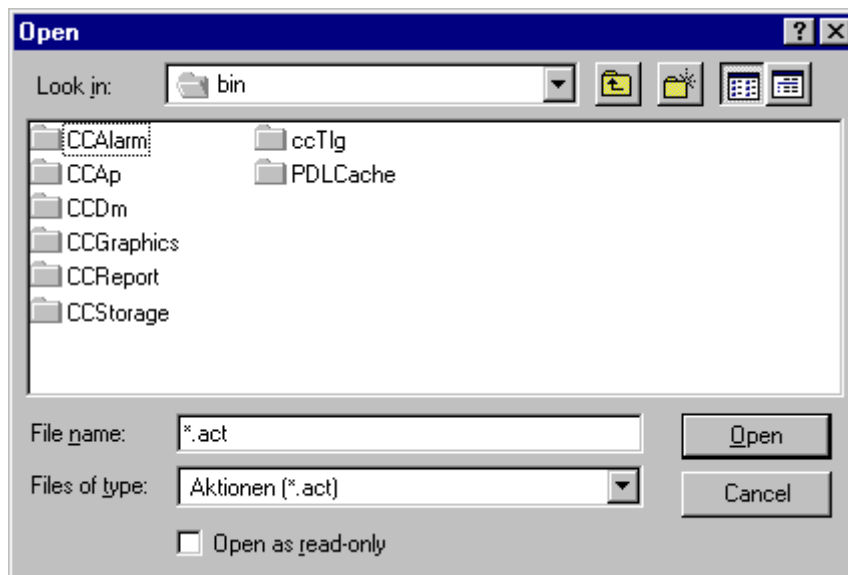 Open
Look in: bin
CCAlarm ccTlg
CCAp PDLCache
CCDm
CCGraphics
CCReport
CCStorage
File name: *.act Open
Files of type: Aktionen (*.act) Cancel
Open as read-only